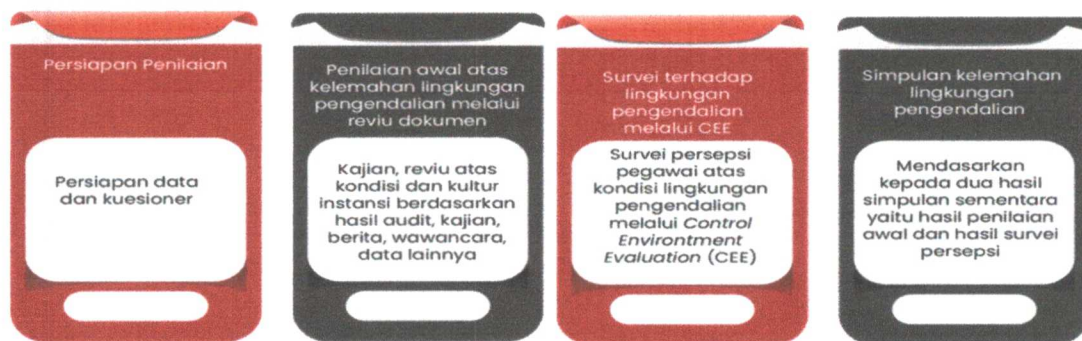 Persiapan Penilaian
Persiapan data
dan kuesioner
Penilaian awal atas
kelemahan lingkungan
pengendalian melalui
reviu dokumen
Kajian, reviu atas
kondisi dan kultur
instansi berdasarkan
hasil audit, kajian,
berita, wawancara,
data lainnya
Survei terhadap
lingkungan
pengendalian
melalui CEE
Survei persepsi
pegawai atas
kondisi lingkungan
pengendalian
melalui Control
Environtment
Evaluation (CEE)
Simpulan kelemahan
lingkungan
pengendalian
Mendasarkan
kepada dua hasil
simpulan sementara
yaitu hasil penilaian
awal dan hasil survei
persepsi